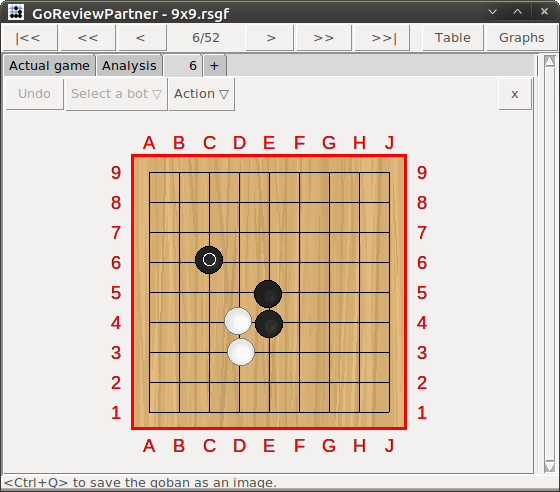 GoReviewPartner - 9x9.rsgf
|<< << < 6/52 > >> >>| Table Graphs
Actual game Analysis 6 +
Undo Select a bot ▽ Action ▽ x
A B C D E F G H J
9 9
8 8
7 7
6 6
5 5
4 4
3 3
2 2
1 1
A B C D E F G H J
<Ctrl+Q> to save the goban as an image.